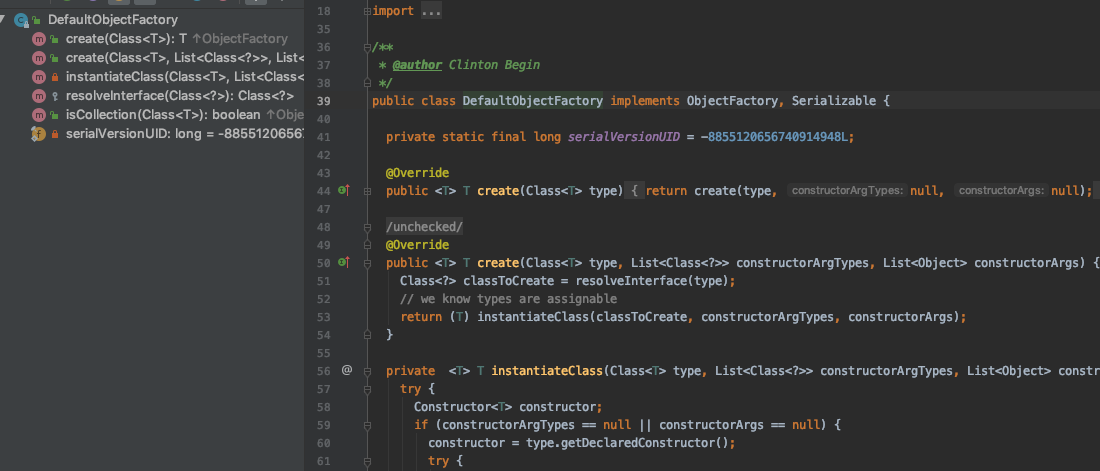 DefaultObjectFactory
create(Class<T>): T ↑ObjectFactory
create(Class<T>, List<Class<?>>, List<
instantiateClass(Class<T>, List<Class<
resolveInterface(Class<?>): Class<?>
isCollection(Class<T>): boolean ↑Obje
serialVersionUID: long = -8855120656
18 import ...
35
36 /**
37 * @author Clinton Begin
38 */
39 public class DefaultObjectFactory implements ObjectFactory, Serializable {
40
41 private static final long serialVersionUID = -8855120656740914948L;
42
43 @Override
44 public <T> T create(Class<T> type) { return create(type, constructorArgTypes: null, constructorArgs: null);
47
48 /unchecked/
49 @Override
50 public <T> T create(Class<T> type, List<Class<?>> constructorArgTypes, List<Object> constructorArgs) {
51 Class<?> classToCreate = resolveInterface(type);
52 // we know types are assignable
53 return (T) instantiateClass(classToCreate, constructorArgTypes, constructorArgs);
54 }
55
56 @ private <T> T instantiateClass(Class<T> type, List<Class<?>> constructorArgTypes, List<Object> constr
57 try {
58 Constructor<T> constructor;
59 if (constructorArgTypes == null || constructorArgs == null) {
60 constructor = type.getDeclaredConstructor();
61 try {